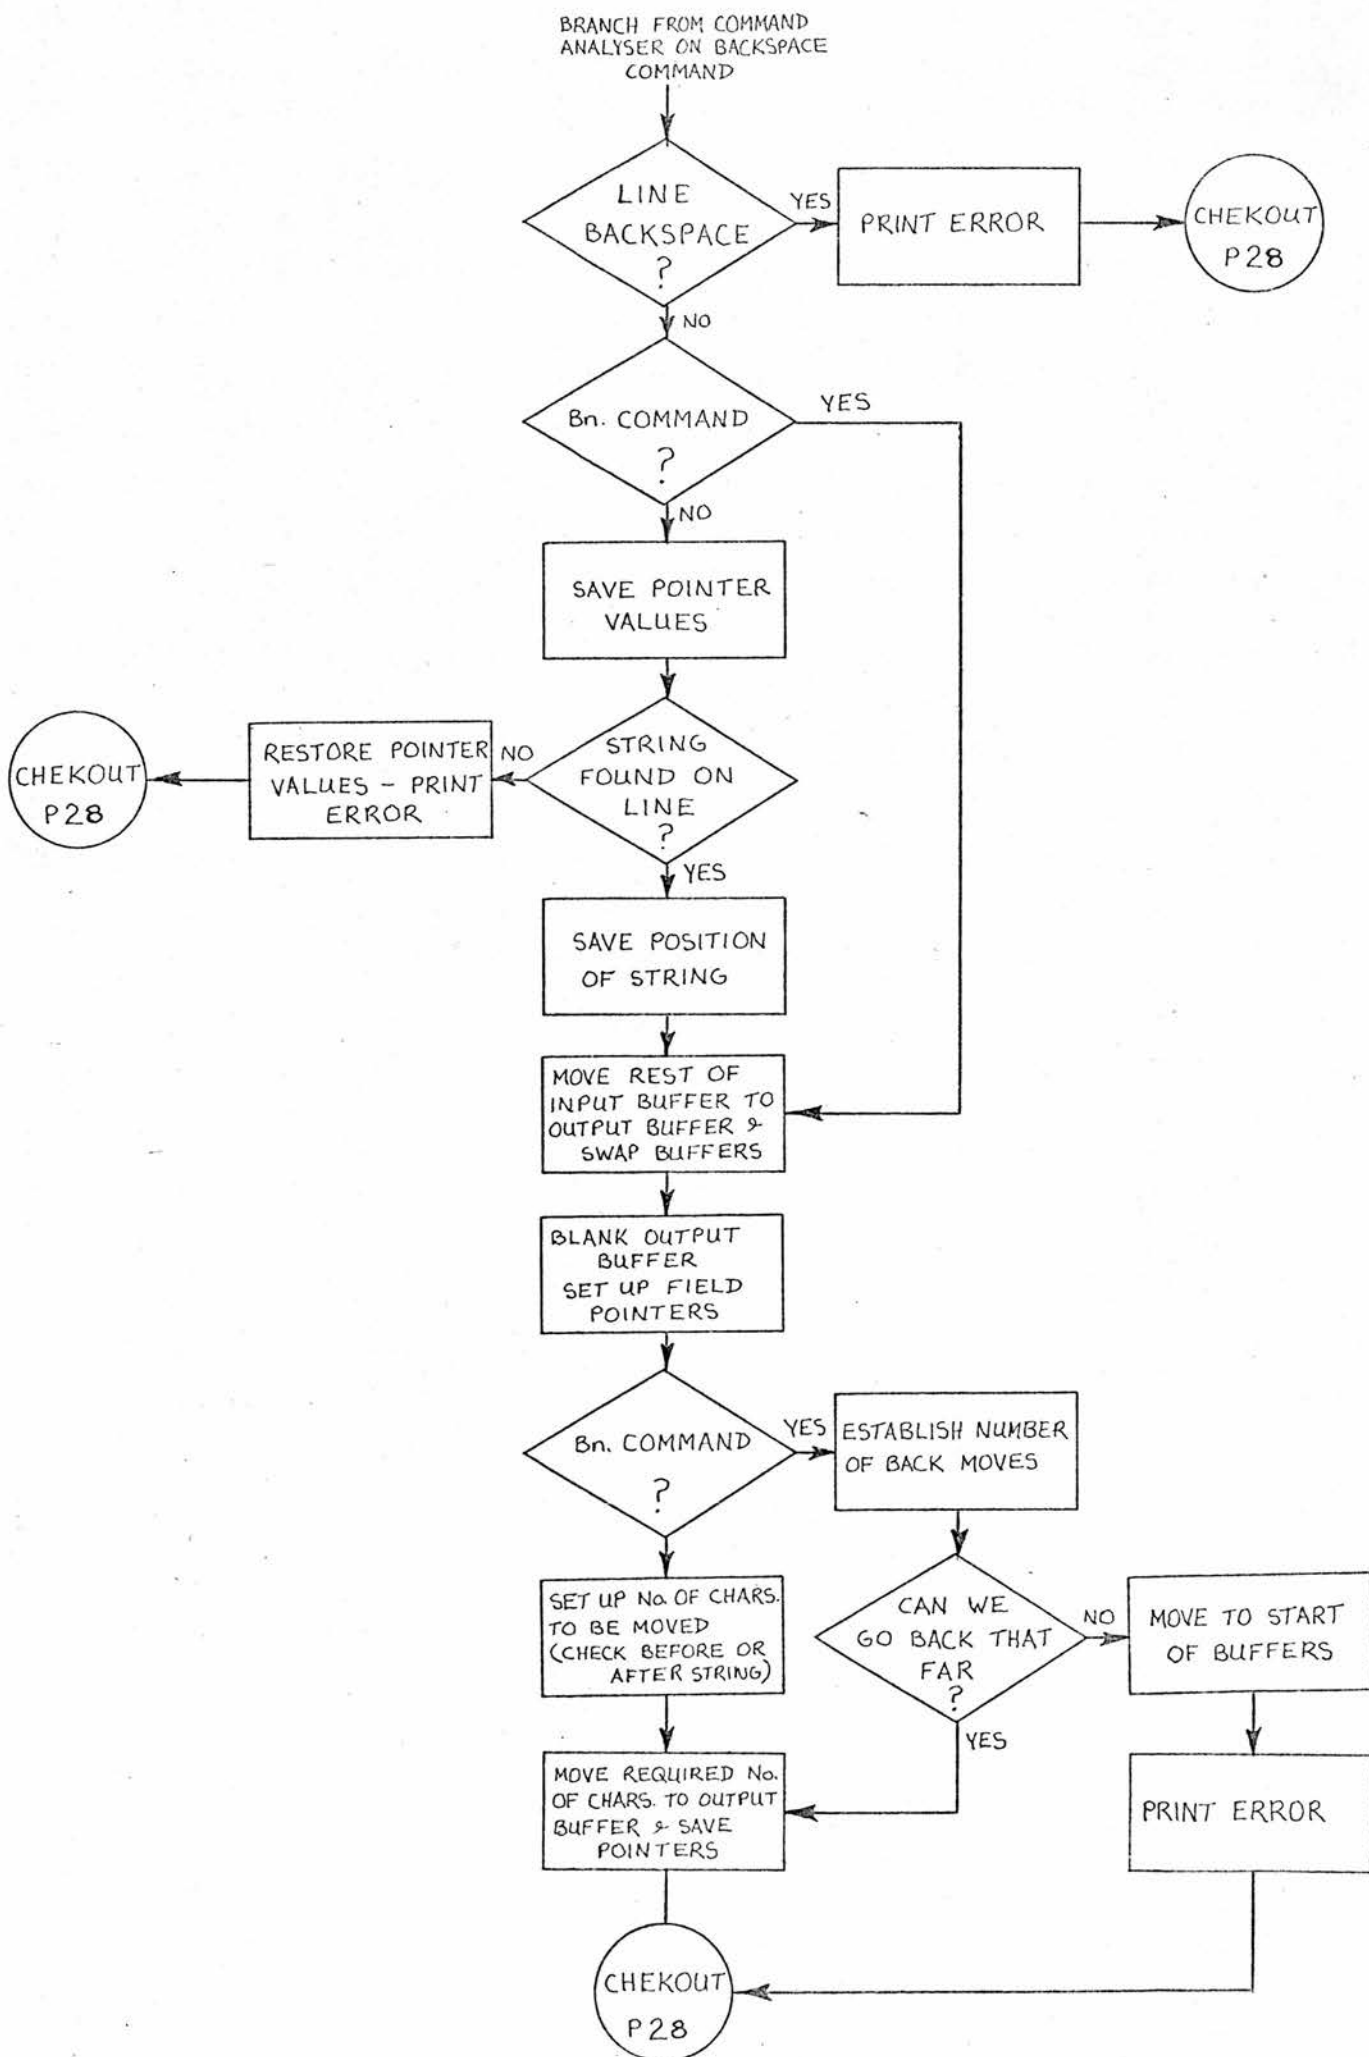 BRANCH FROM COMMAND
ANALYSER ON BACKSPACE
COMMAND
LINE
BACKSPACE
?
YES
PRINT ERROR
CHEKOUT
P28
NO
Bn. COMMAND
?
YES
NO
SAVE POINTER
VALUES
STRING
FOUND ON
LINE
?
NO
RESTORE POINTER
VALUES - PRINT
ERROR
CHEKOUT
P28
YES
SAVE POSITION
OF STRING
MOVE REST OF
INPUT BUFFER TO
OUTPUT BUFFER &
SWAP BUFFERS
BLANK OUTPUT
BUFFER
SET UP FIELD
POINTERS
Bn. COMMAND
?
YES
ESTABLISH NUMBER
OF BACK MOVES
SET UP No. OF CHARS.
TO BE MOVED
(CHECK BEFORE OR
AFTER STRING)
CAN WE
GO BACK THAT
FAR
?
NO
MOVE TO START
OF BUFFERS
YES
MOVE REQUIRED No.
OF CHARS. TO OUTPUT
BUFFER & SAVE
POINTERS
PRINT ERROR
CHEKOUT
P28